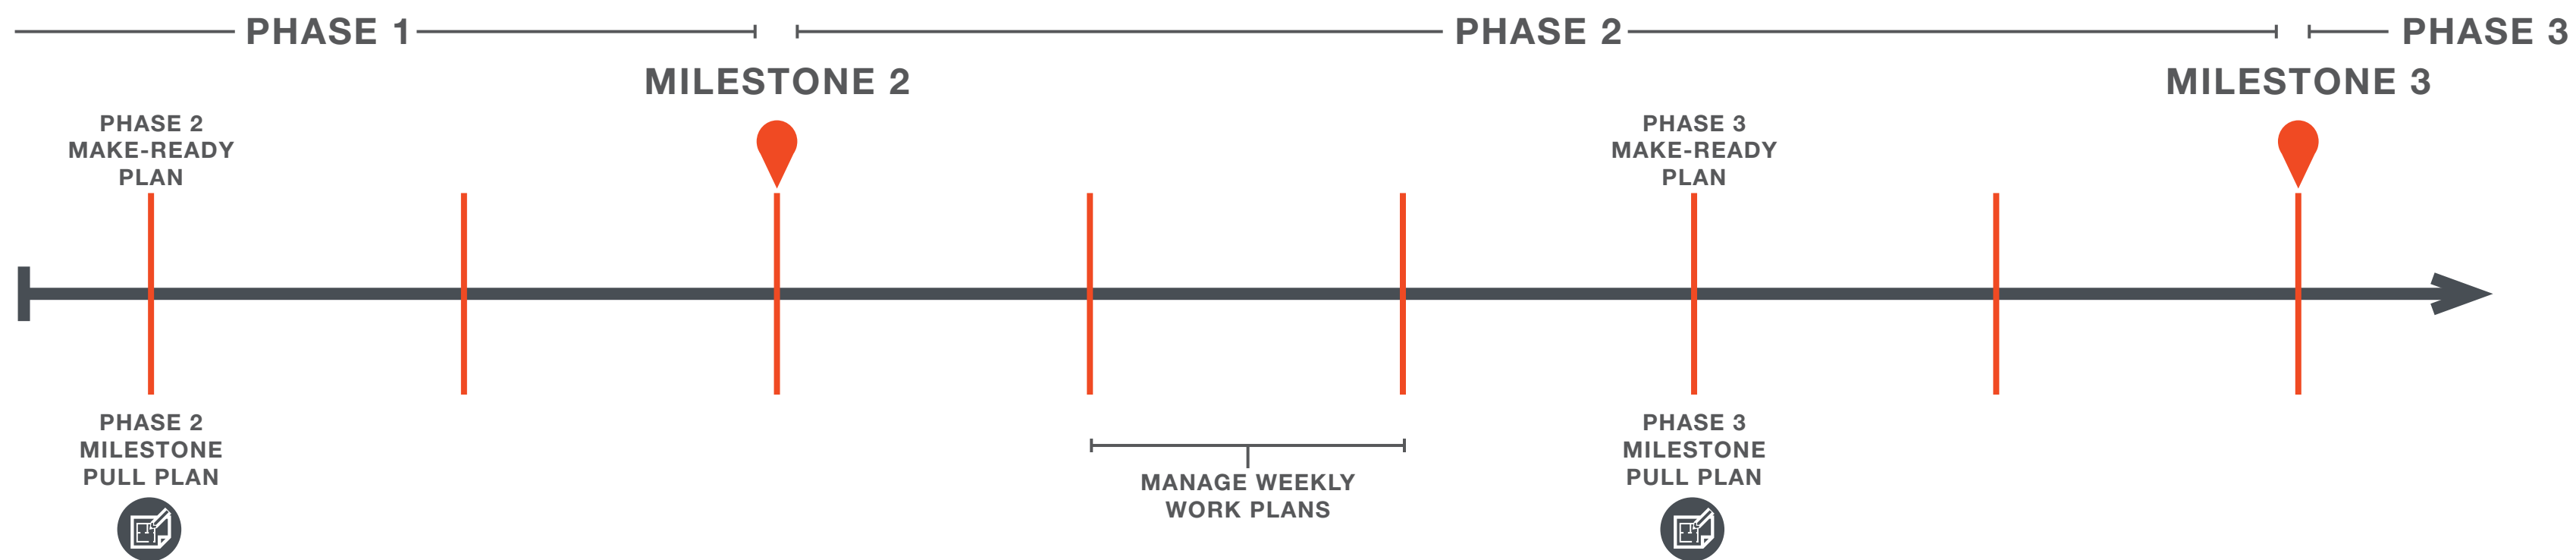 PHASE 1
PHASE 2
PHASE 3
MILESTONE 2
MILESTONE 3
PHASE 2
MAKE-READY
PLAN
PHASE 3
MAKE-READY
PLAN
PHASE 2
MILESTONE
PULL PLAN
MANAGE WEEKLY
WORK PLANS
PHASE 3
MILESTONE
PULL PLAN